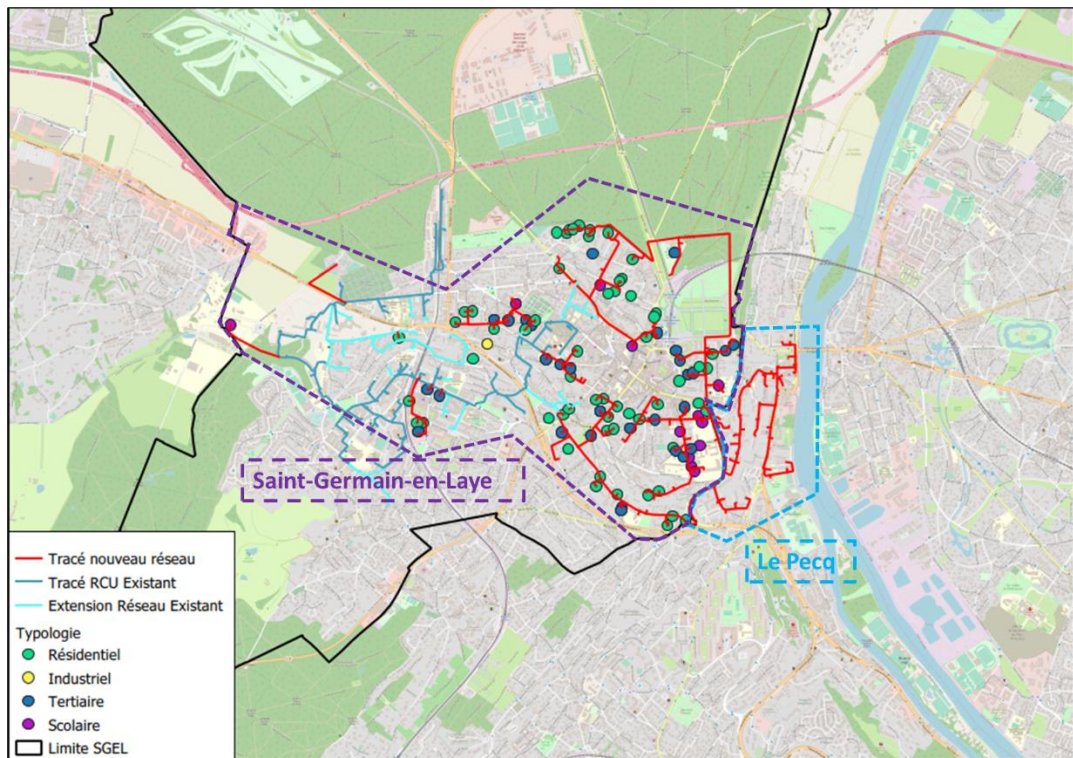 Saint-Germain-en-Laye
Le Pecq
Tracé nouveau réseau
Tracé RCU Existant
Extension Réseau Existant
Typologie
Résidentiel
Industriel
Tertiaire
Scolaire
Limite SGEL